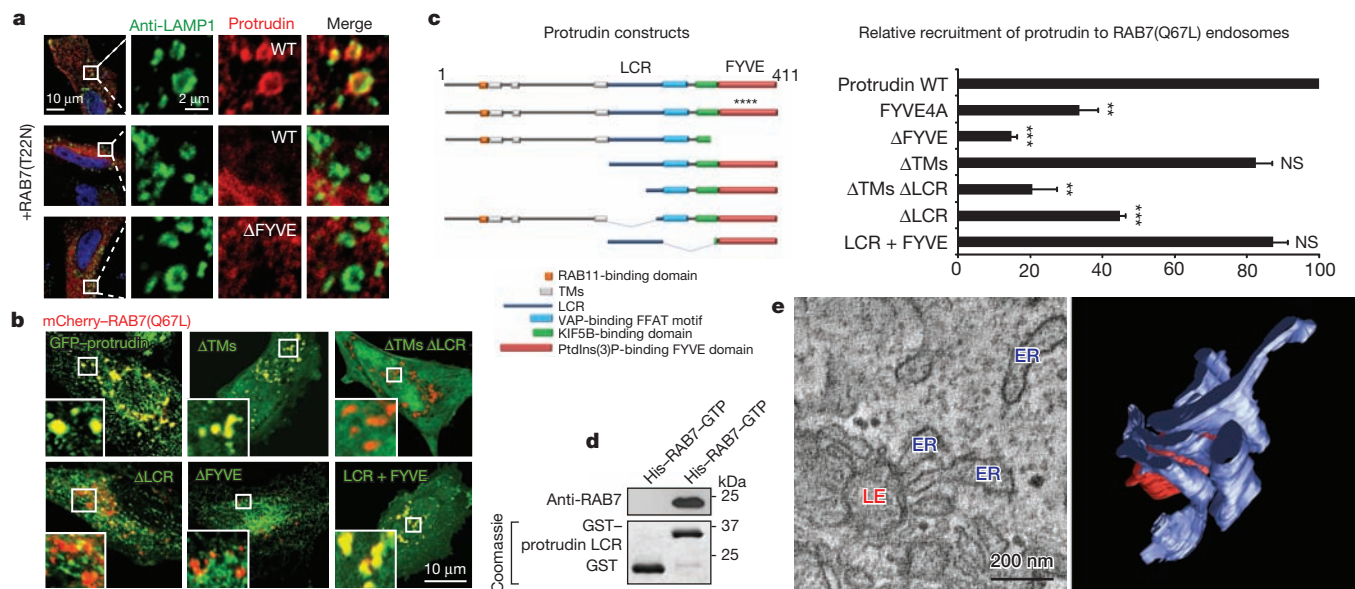 a
Anti-LAMP1 Protrudin Merge
WT
10 μm
2 μm
+RAB7(T22N)
WT
ΔFYVE
b
mCherry–RAB7(Q67L)
GFP–protrudin
ΔTMs
ΔTMs ΔLCR
ΔLCR
ΔFYVE
LCR + FYVE
10 μm
c
Protrudin constructs
1
LCR
FYVE
411
****
RAB11-binding domain
TMs
LCR
VAP-binding FFAT motif
KIF5B-binding domain
PtdIns(3)P-binding FYVE domain
Relative recruitment of protrudin to RAB7(Q67L) endosomes
Protrudin WT
FYVE4A **
ΔFYVE ***
ΔTMs NS
ΔTMs ΔLCR **
ΔLCR ***
LCR + FYVE NS
0 20 40 60 80 100
d
His–RAB7–GTP
His–RAB7–GTP
kDa
Anti-RAB7
25
Coomassie
GST–
protrudin LCR
GST
37
25
e
ER
ER
ER
LE
200 nm